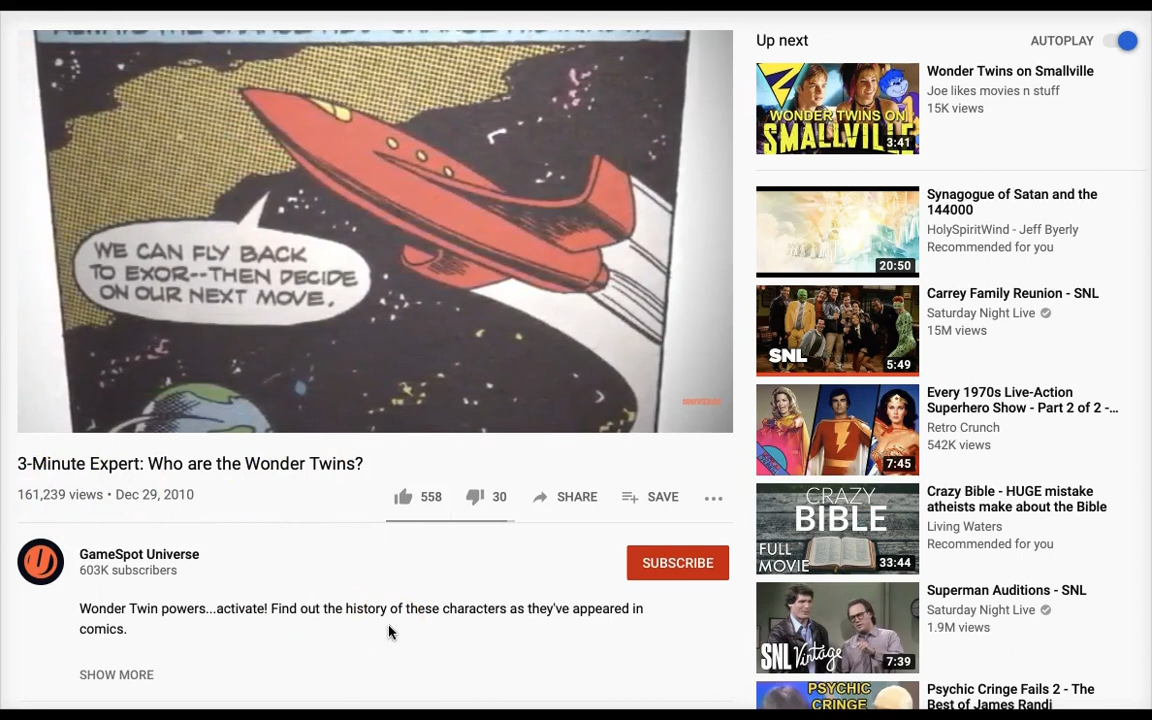 WE CAN FLY BACK
TO EXOR--THEN DECIDE
ON OUR NEXT MOVE.
UNIVERSE
3-Minute Expert: Who are the Wonder Twins?
161,239 views • Dec 29, 2010
558
30
SHARE
SAVE
GameSpot Universe
603K subscribers
SUBSCRIBE
Wonder Twin powers...activate! Find out the history of these characters as they've appeared in
comics.
SHOW MORE
Up next
AUTOPLAY
WONDER TWINS ON
SMALLVILLE
3:41
Wonder Twins on Smallville
Joe likes movies n stuff
15K views
20:50
Synagogue of Satan and the
144000
HolySpiritWind - Jeff Byerly
Recommended for you
SNL
5:49
Carrey Family Reunion - SNL
Saturday Night Live
15M views
7:45
Every 1970s Live-Action
Superhero Show - Part 2 of 2 -...
Retro Crunch
542K views
CRAZY
BIBLE
FULL
MOVIE
33:44
Crazy Bible - HUGE mistake
atheists make about the Bible
Living Waters
Recommended for you
SNL Vintage
7:39
Superman Auditions - SNL
Saturday Night Live
1.9M views
PSYCHIC
CRINGE
Psychic Cringe Fails 2 - The
Best of James Randi